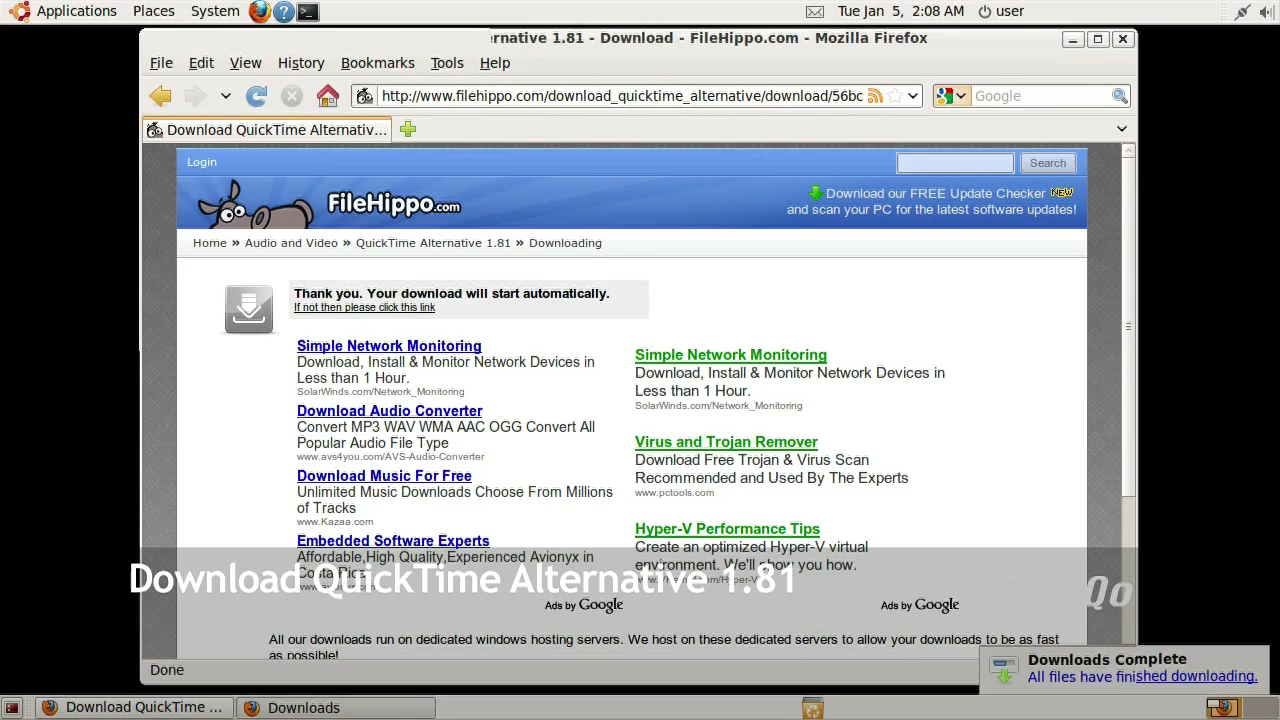 Applications Places System Tue Jan 5, 2:08 AM user
rnative 1.81 - Download - FileHippo.com - Mozilla Firefox
File Edit View History Bookmarks Tools Help
http://www.filehippo.com/download_quicktime_alternative/download/56bc Google
Download QuickTime Alternativ...
Login Search
FileHippo.com
Download our FREE Update Checker NEW
and scan your PC for the latest software updates!
Home » Audio and Video » QuickTime Alternative 1.81 » Downloading
Thank you. Your download will start automatically.
If not then please click this link
Simple Network Monitoring
Download, Install & Monitor Network Devices in
Less than 1 Hour.
SolarWinds.com/Network_Monitoring
Download Audio Converter
Convert MP3 WAV WMA AAC OGG Convert All
Popular Audio File Type
www.avs4you.com/AVS-Audio-Converter
Download Music For Free
Unlimited Music Downloads Choose From Millions
of Tracks
www.Kazaa.com
Embedded Software Experts
Affordable,High Quality,Experienced Avionyx in
Costa Rica
Ads by Google
Simple Network Monitoring
Download, Install & Monitor Network Devices in
Less than 1 Hour.
SolarWinds.com/Network_Monitoring
Virus and Trojan Remover
Download Free Trojan & Virus Scan
Recommended and Used By The Experts
www.pctools.com
Hyper-V Performance Tips
Create an optimized Hyper-V virtual
environment. We'll show you how.
Ads by Google
Download QuickTime Alternative 1.81
All our downloads run on dedicated windows hosting servers. We host on these dedicated servers to allow your downloads to be as fast
as possible!
Done
Downloads Complete
All files have finished downloading.
Download QuickTime ... Downloads